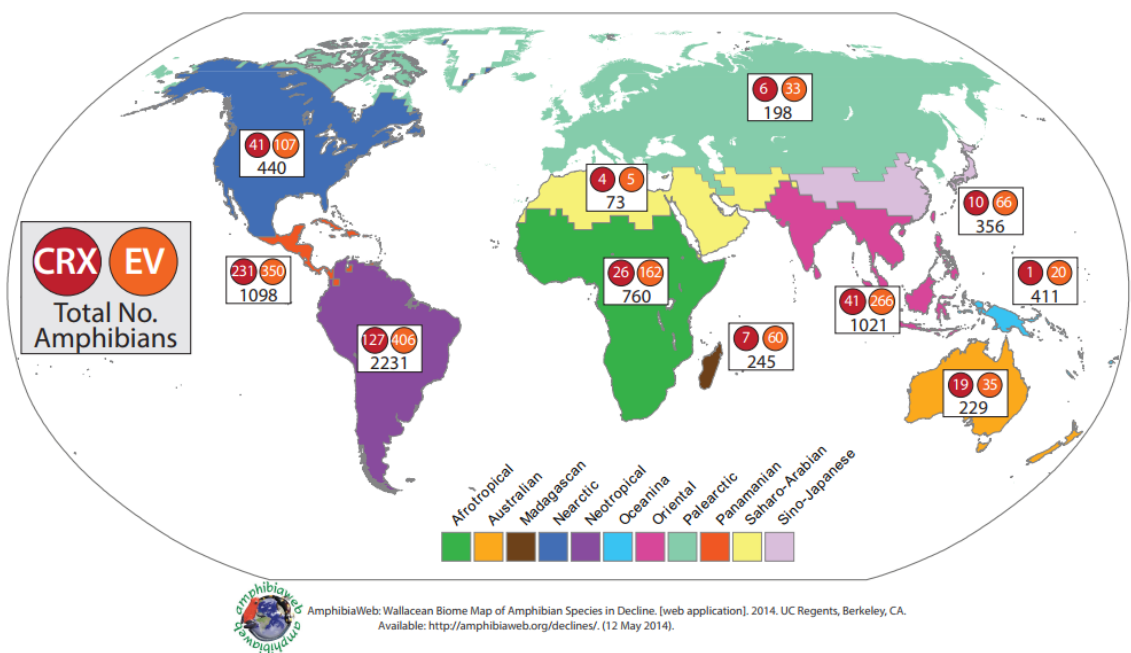 6 33
198
41 107
440
4 5
73
10 66
356
CRX EV
Total No.
Amphibians
231 350
1098
26 162
760
1 20
411
41 266
1021
127 406
2231
7 60
245
19 35
229
Afrotropical
Australian
Madagascan
Nearctic
Neotropical
Oceanina
Oriental
Palearctic
Panamanian
Saharo-Arabian
Sino-Japanese
amphibiaweb
amphibiaweb
AmphibiaWeb: Wallacean Biome Map of Amphibian Species in Decline. [web application]. 2014. UC Regents, Berkeley, CA.
Available: http://amphibiaweb.org/declines/. (12 May 2014).